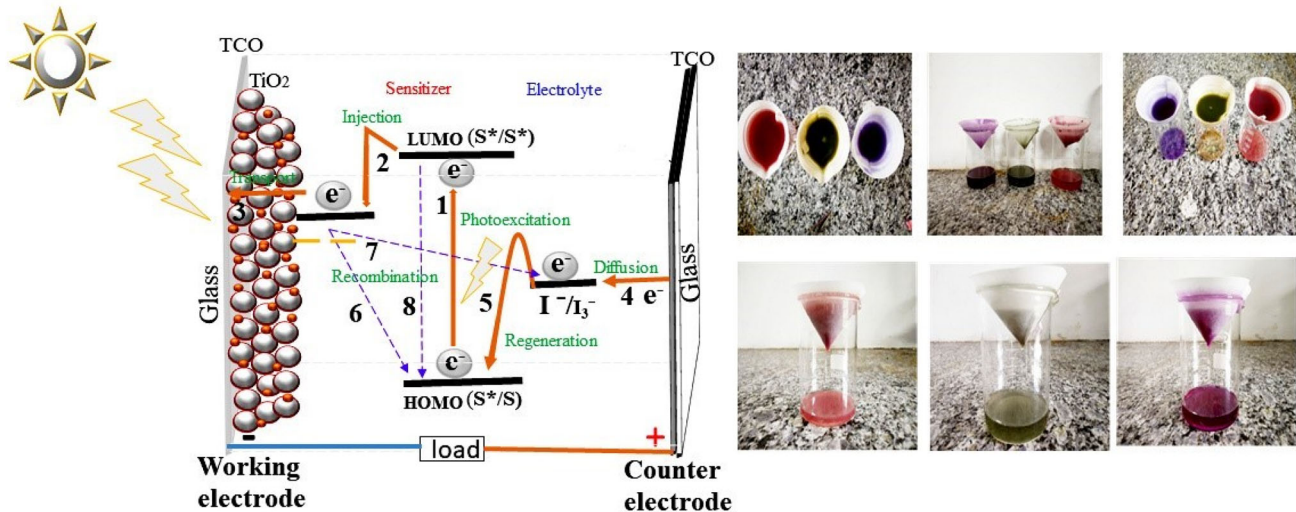 TCO
TCO
TiO2
Sensitizer
Electrolyte
Injection
LUMO (S*/S*)
2
e⁻
Transport
3
e⁻
1
Photoexcitation
7
e⁻
Diffusion
Recombination
Glass
Glass
6
8
5
I⁻/I₃⁻
4 e⁻
Regeneration
e⁻
HOMO (S*/S)
-
+
load
Working
electrode
Counter
electrode